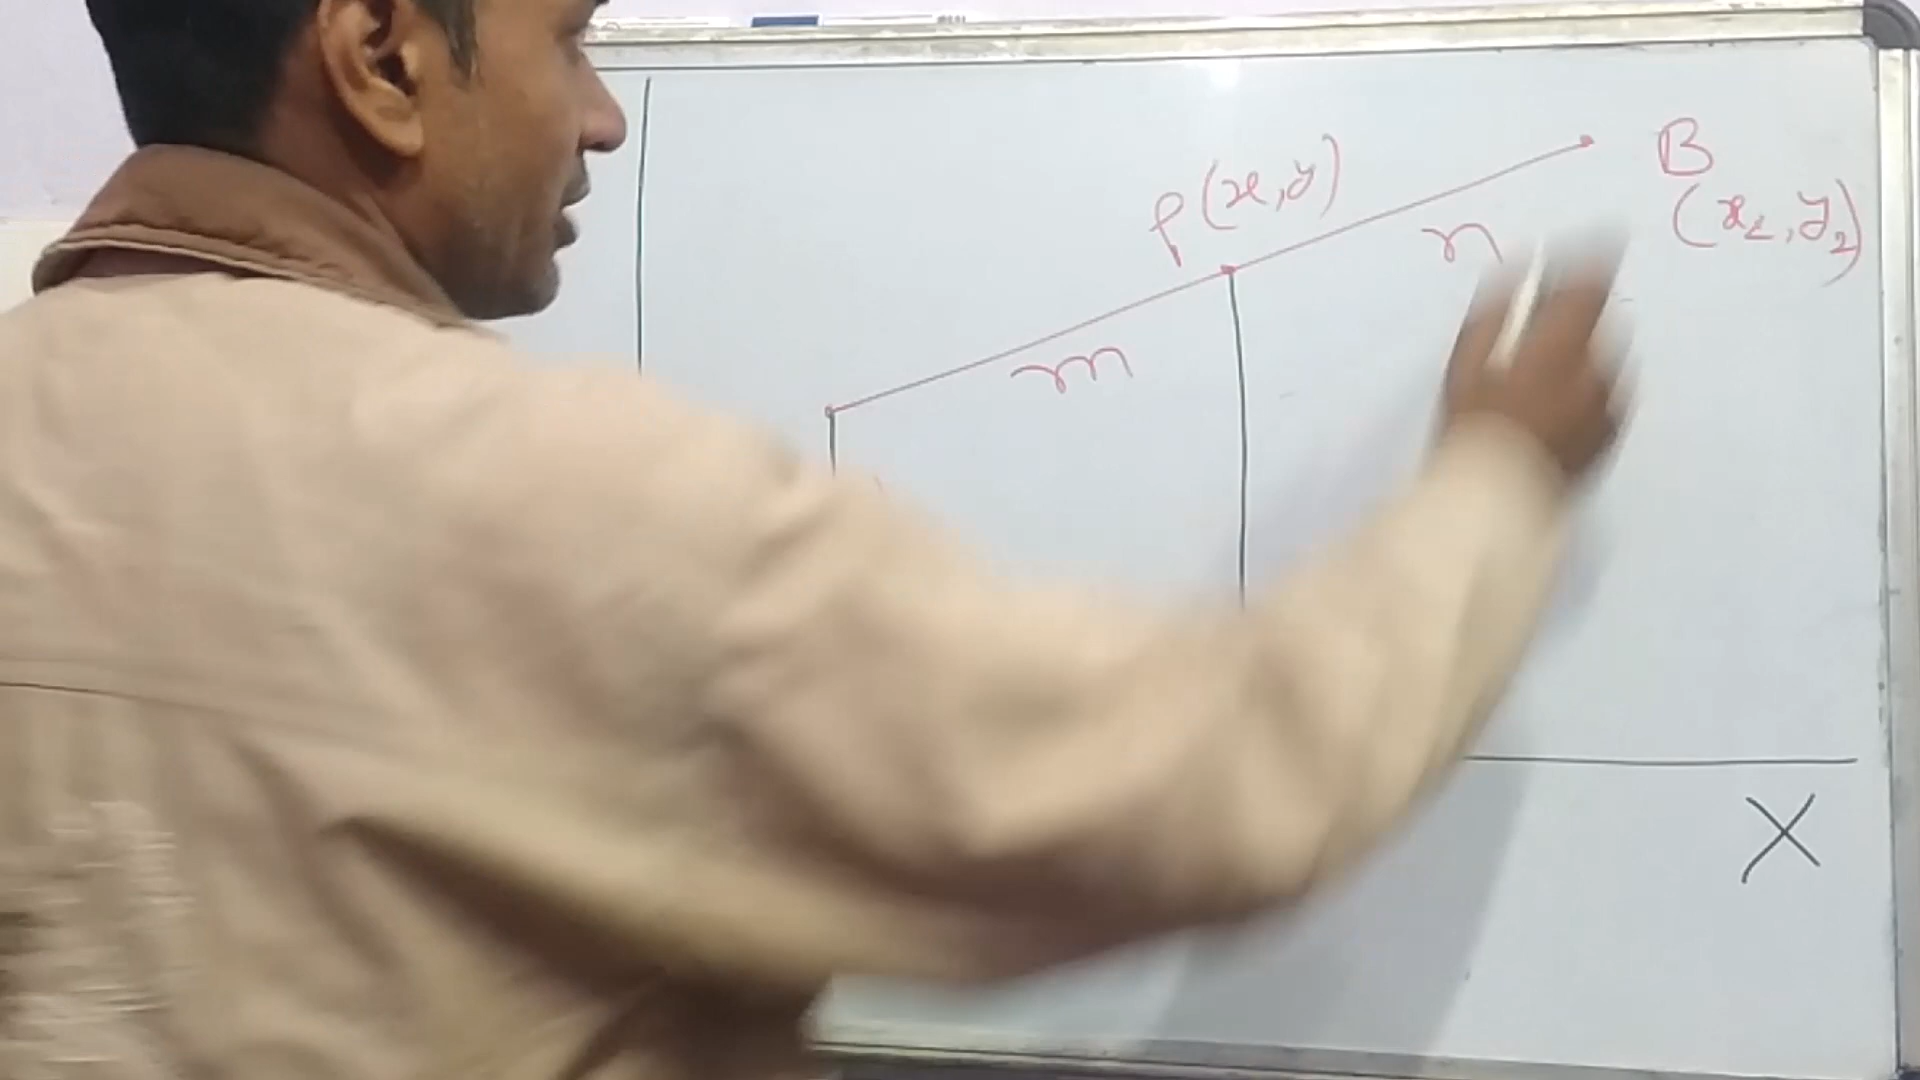 B
P(x,y)
(x₂,y₂)
n
m
X